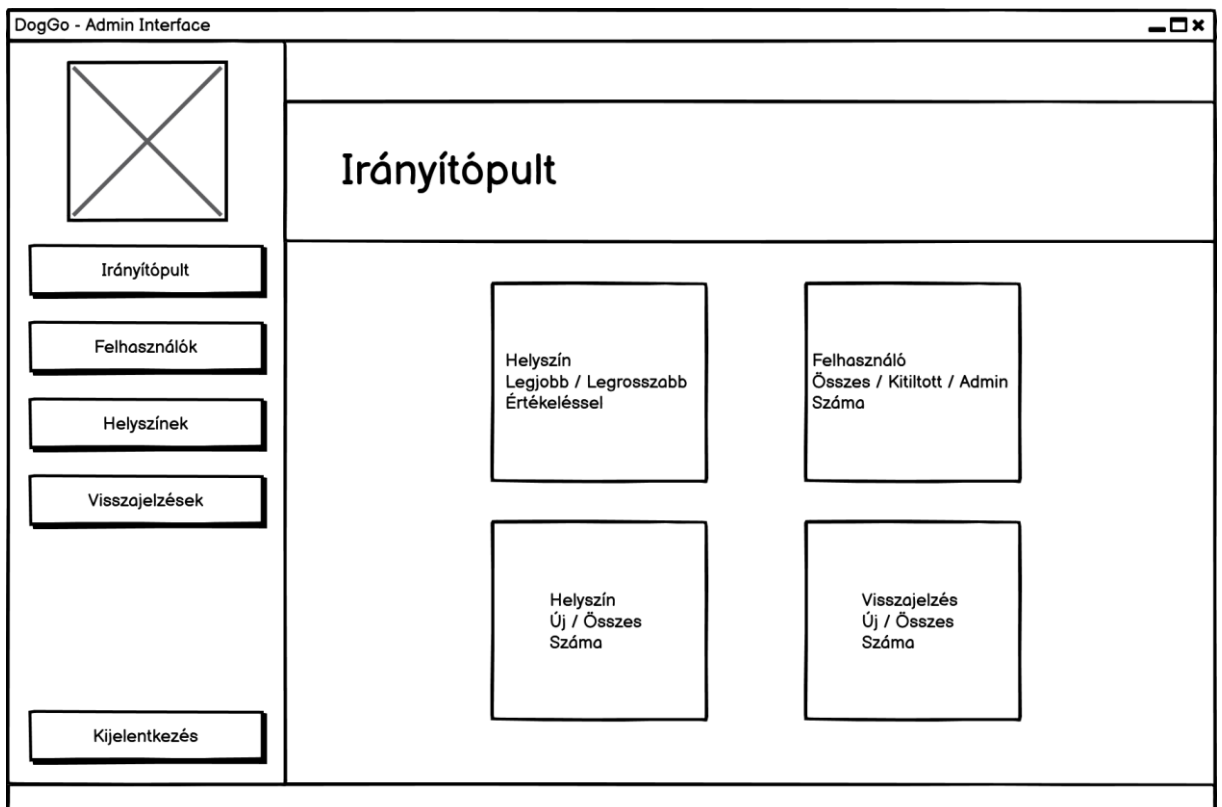 DogGo - Admin Interface
Irányítópult
Felhasználók
Helyszínek
Visszajelzések
Kijelentkezés
Irányítópult
Helyszín
Legjobb / Legrosszabb
Értékeléssel
Felhasználó
Összes / Kitiltott / Admin
Száma
Helyszín
Új / Összes
Száma
Visszajelzés
Új / Összes
Száma